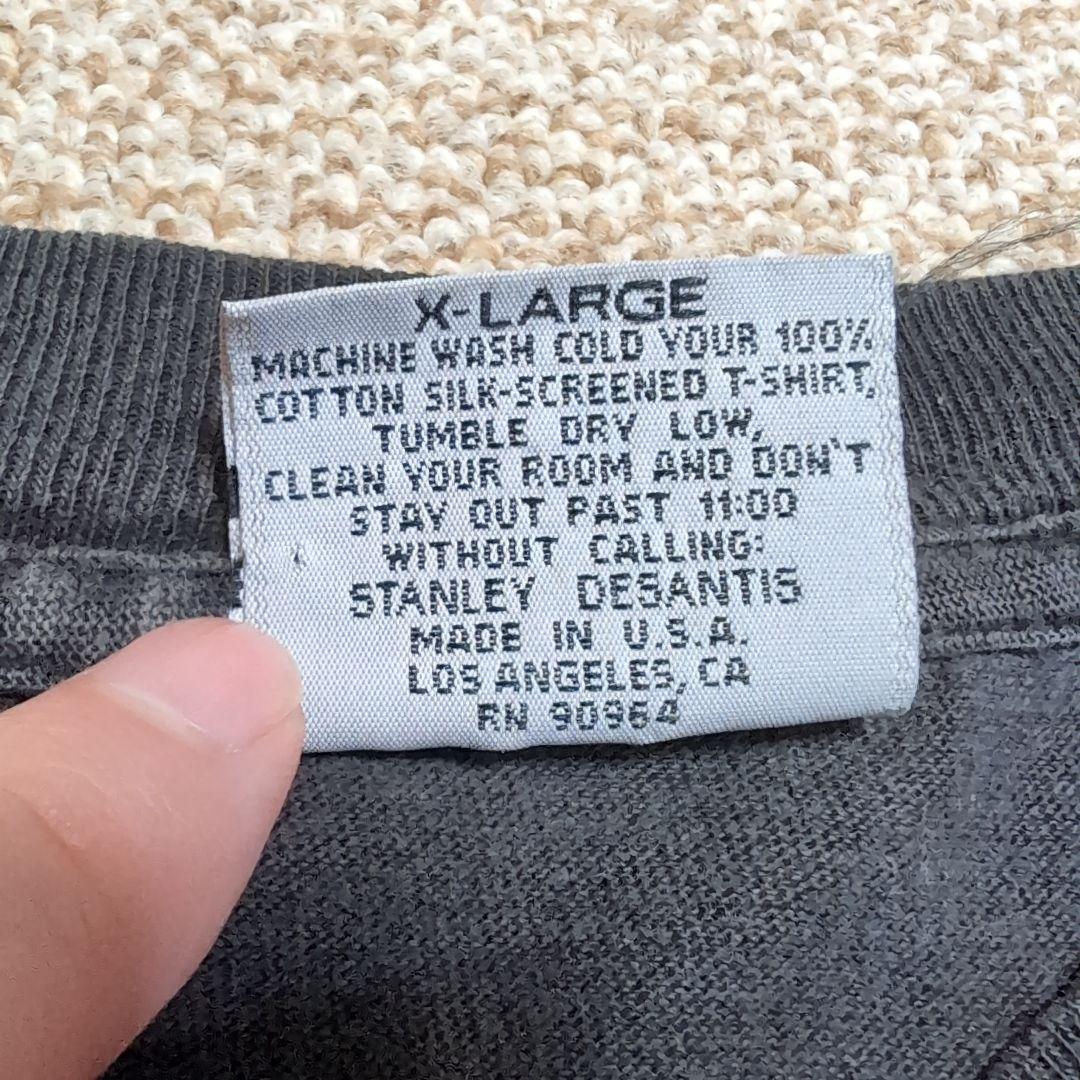 X-LARGE
MACHINE WASH COLD YOUR 100%
COTTON SILK-SCREENED T-SHIRT,
TUMBLE DRY LOW,
CLEAN YOUR ROOM AND DON'T
STAY OUT PAST 11:00
WITHOUT CALLING:
STANLEY DESANTIS
MADE IN U.S.A.
LOS ANGELES, CA
RN